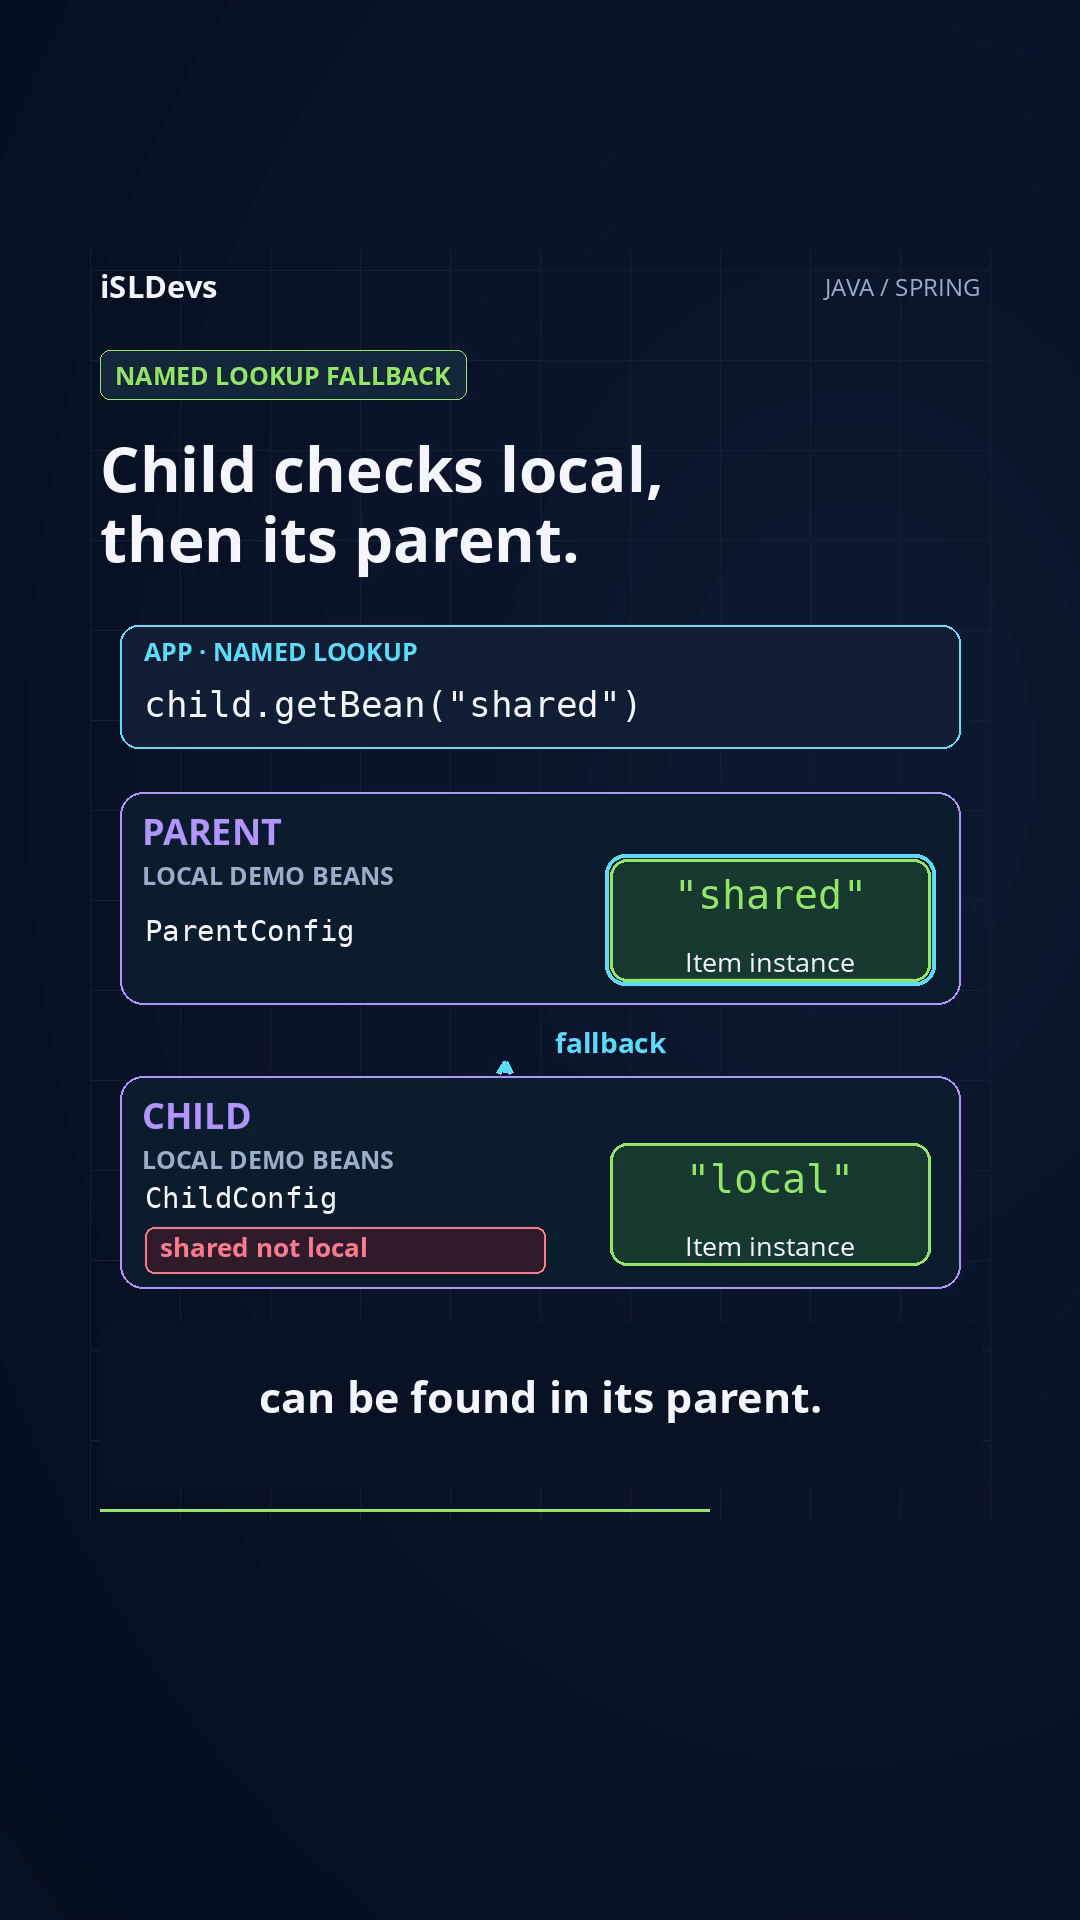 iSLDevs
JAVA / SPRING
NAMED LOOKUP FALLBACK
Child checks local,
then its parent.
APP · NAMED LOOKUP
child.getBean("shared")
PARENT
LOCAL DEMO BEANS
ParentConfig
"shared"
Item instance
fallback
CHILD
LOCAL DEMO BEANS
ChildConfig
shared not local
"local"
Item instance
can be found in its parent.